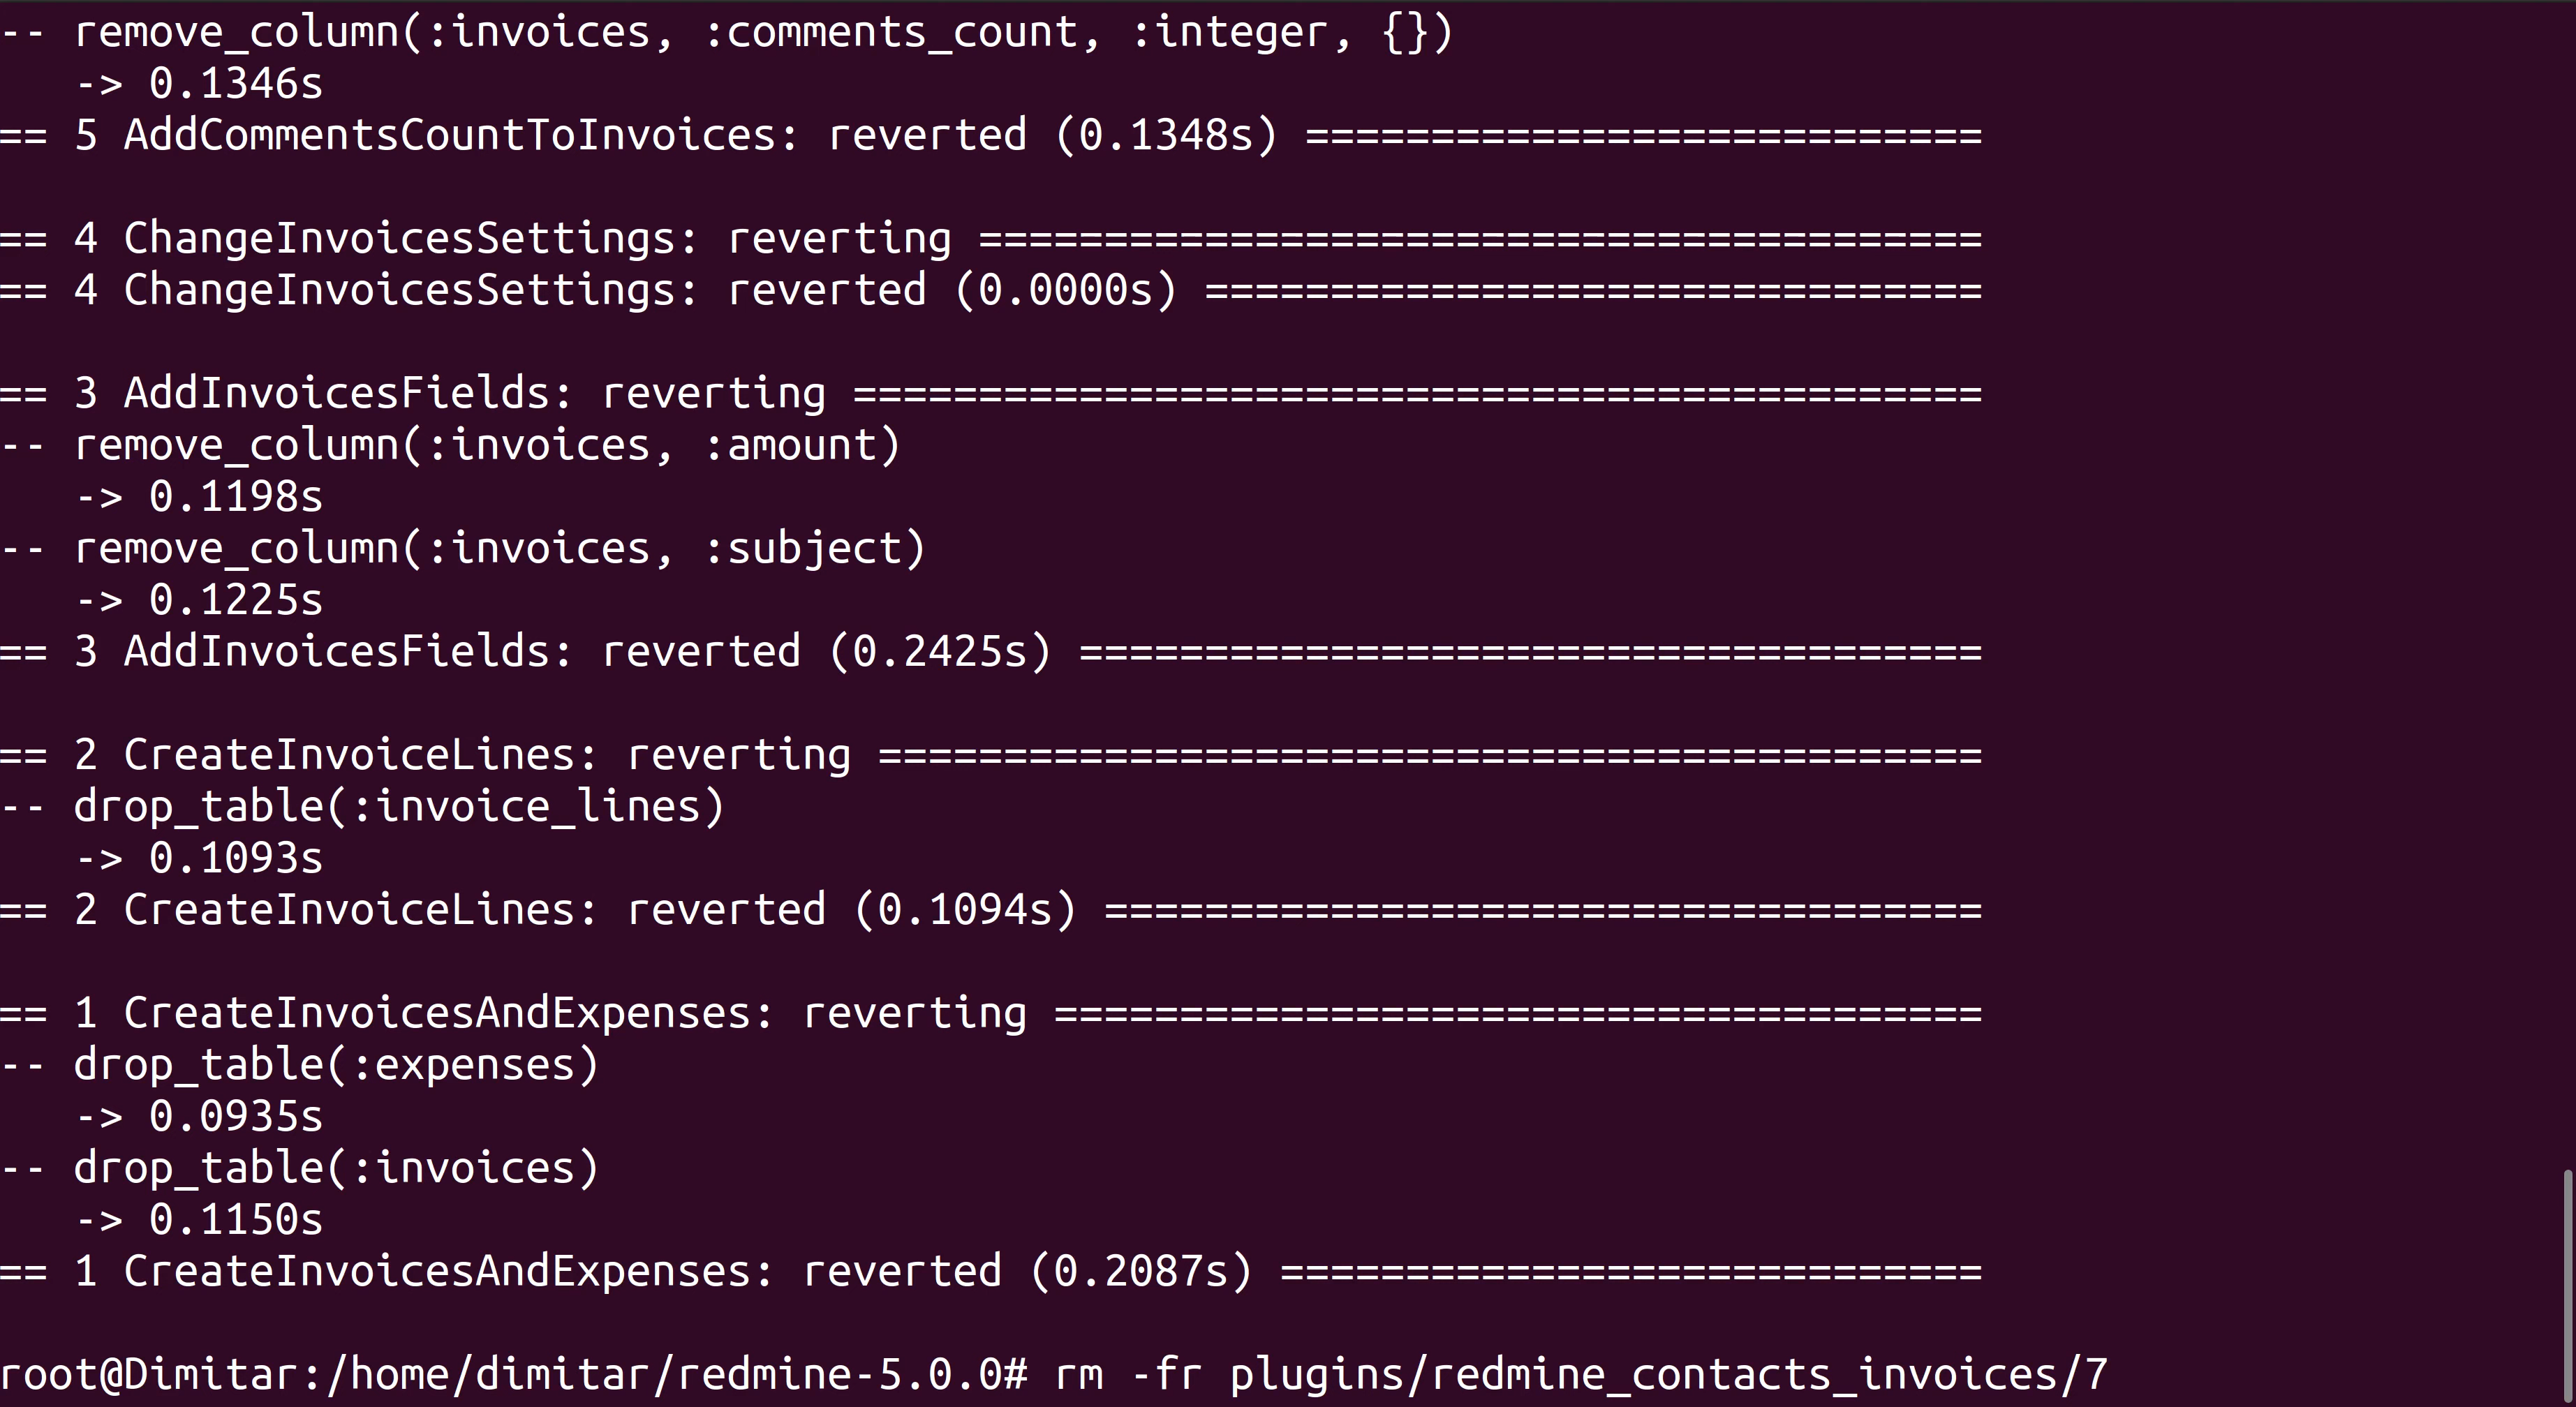 -- remove_column(:invoices, :comments_count, :integer, {})
   -> 0.1346s
== 5 AddCommentsCountToInvoices: reverted (0.1348s) ===========================

== 4 ChangeInvoicesSettings: reverting ========================================
== 4 ChangeInvoicesSettings: reverted (0.0000s) ===============================

== 3 AddInvoicesFields: reverting =============================================
-- remove_column(:invoices, :amount)
   -> 0.1198s
-- remove_column(:invoices, :subject)
   -> 0.1225s
== 3 AddInvoicesFields: reverted (0.2425s) ====================================

== 2 CreateInvoiceLines: reverting ============================================
-- drop_table(:invoice_lines)
   -> 0.1093s
== 2 CreateInvoiceLines: reverted (0.1094s) ===================================

== 1 CreateInvoicesAndExpenses: reverting =====================================
-- drop_table(:expenses)
   -> 0.0935s
-- drop_table(:invoices)
   -> 0.1150s
== 1 CreateInvoicesAndExpenses: reverted (0.2087s) ============================

root@Dimitar:/home/dimitar/redmine-5.0.0# rm -fr plugins/redmine_contacts_invoices/7